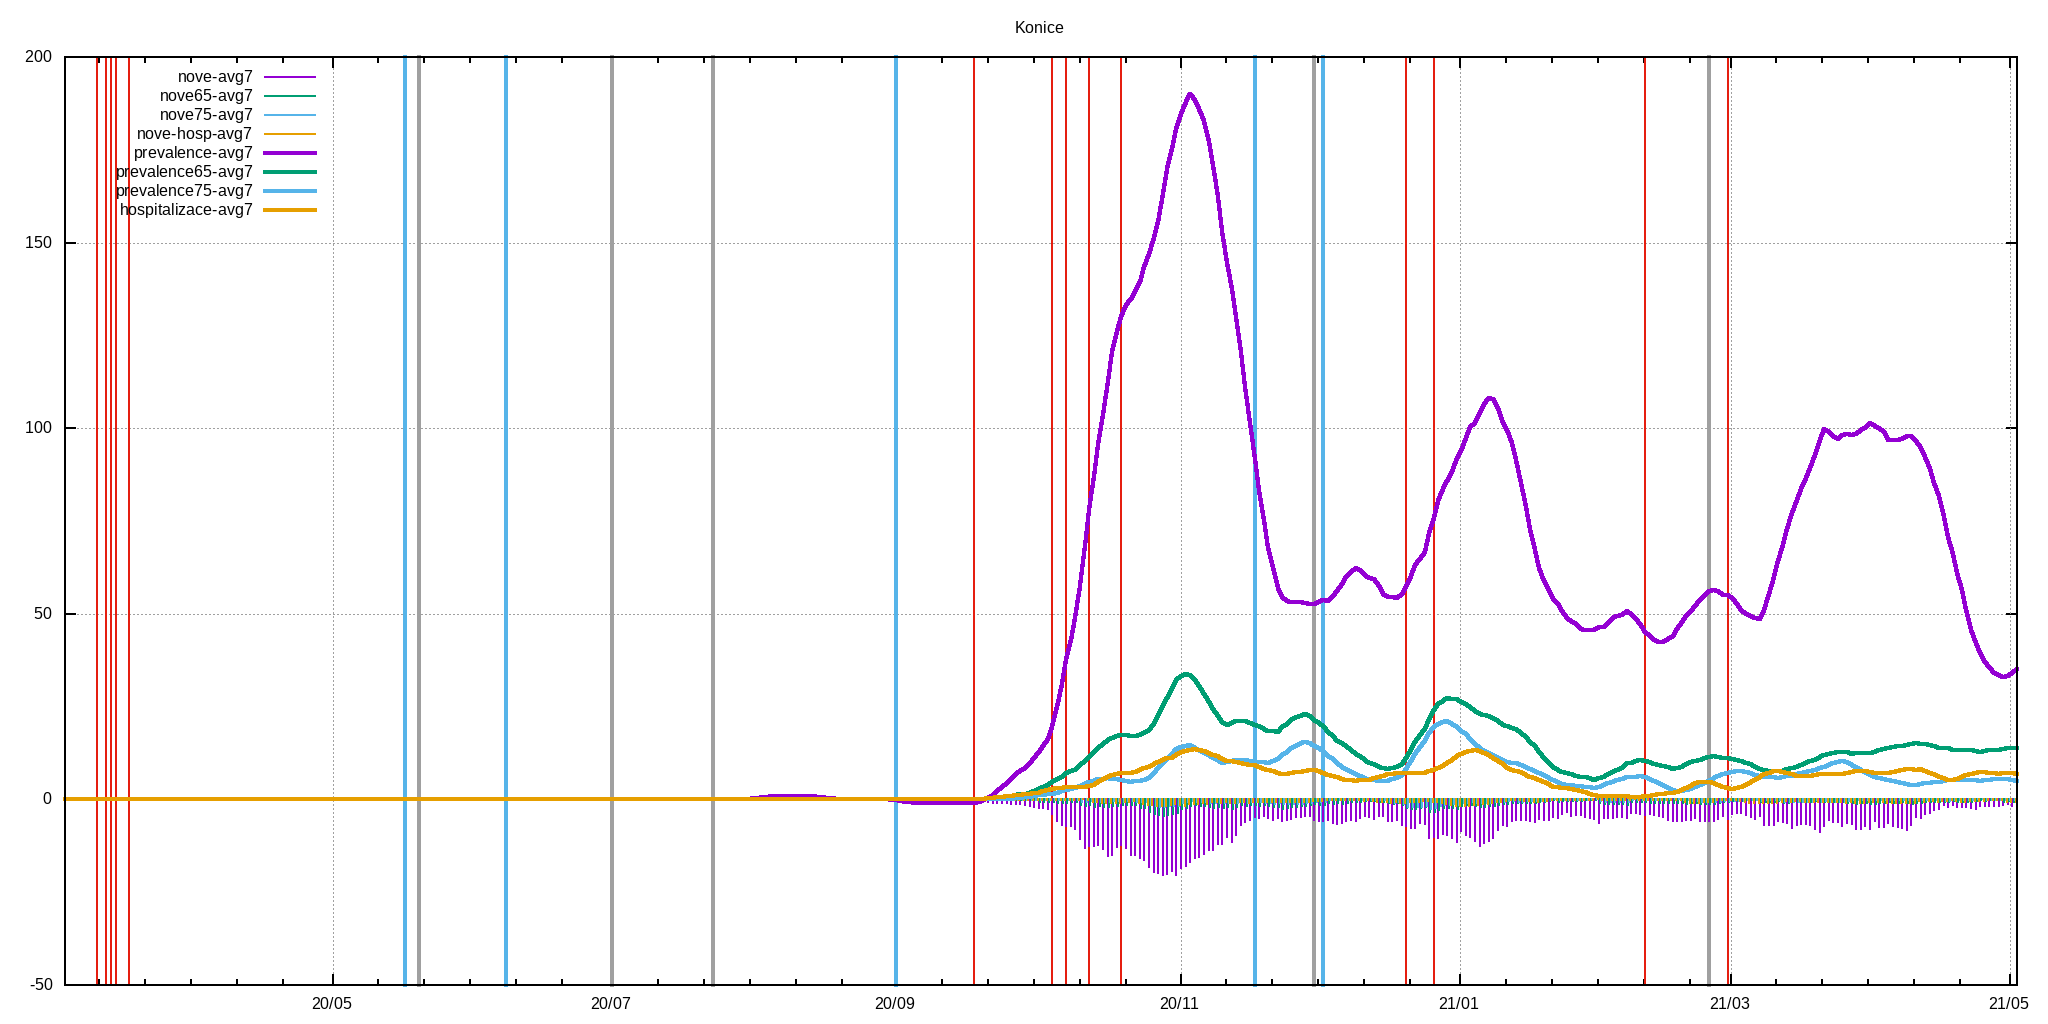 Konice
200
nove-avg7
nove65-avg7
nove75-avg7
nove-hosp-avg7
prevalence-avg7
prevalence65-avg7
prevalence75-avg7
hospitalizace-avg7
150
100
50
0
-50
20/05 20/07 20/09 20/11 21/01 21/03 21/05